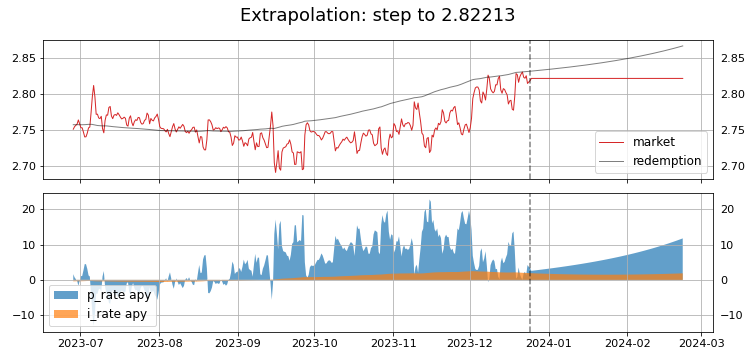 Extrapolation: step to 2.82213
2.85 2.85
2.80 2.80
2.75 2.75
2.70 2.70
market
redemption
20 20
10 10
0 0
−10 −10
p_rate apy
i_rate apy
2023-07 2023-08 2023-09 2023-10 2023-11 2023-12 2024-01 2024-02 2024-03